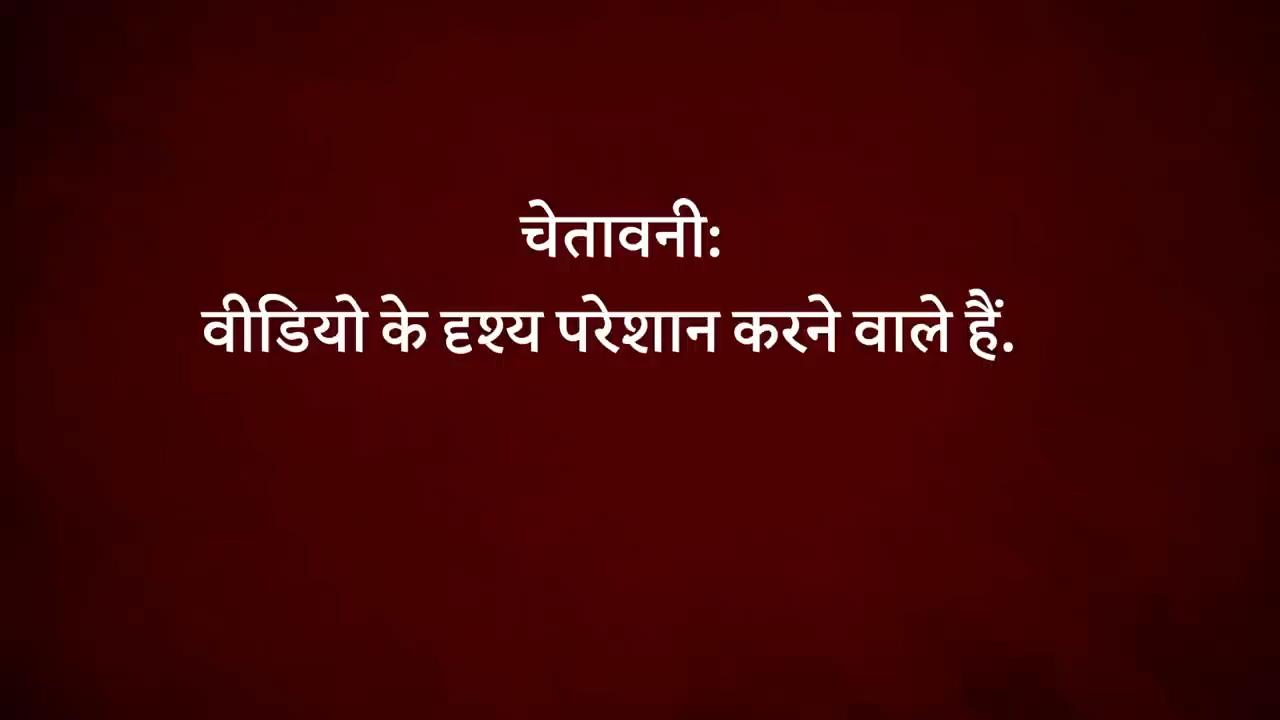 चेतावनी:
वीडियो के दृश्य परेशान करने वाले हैं.